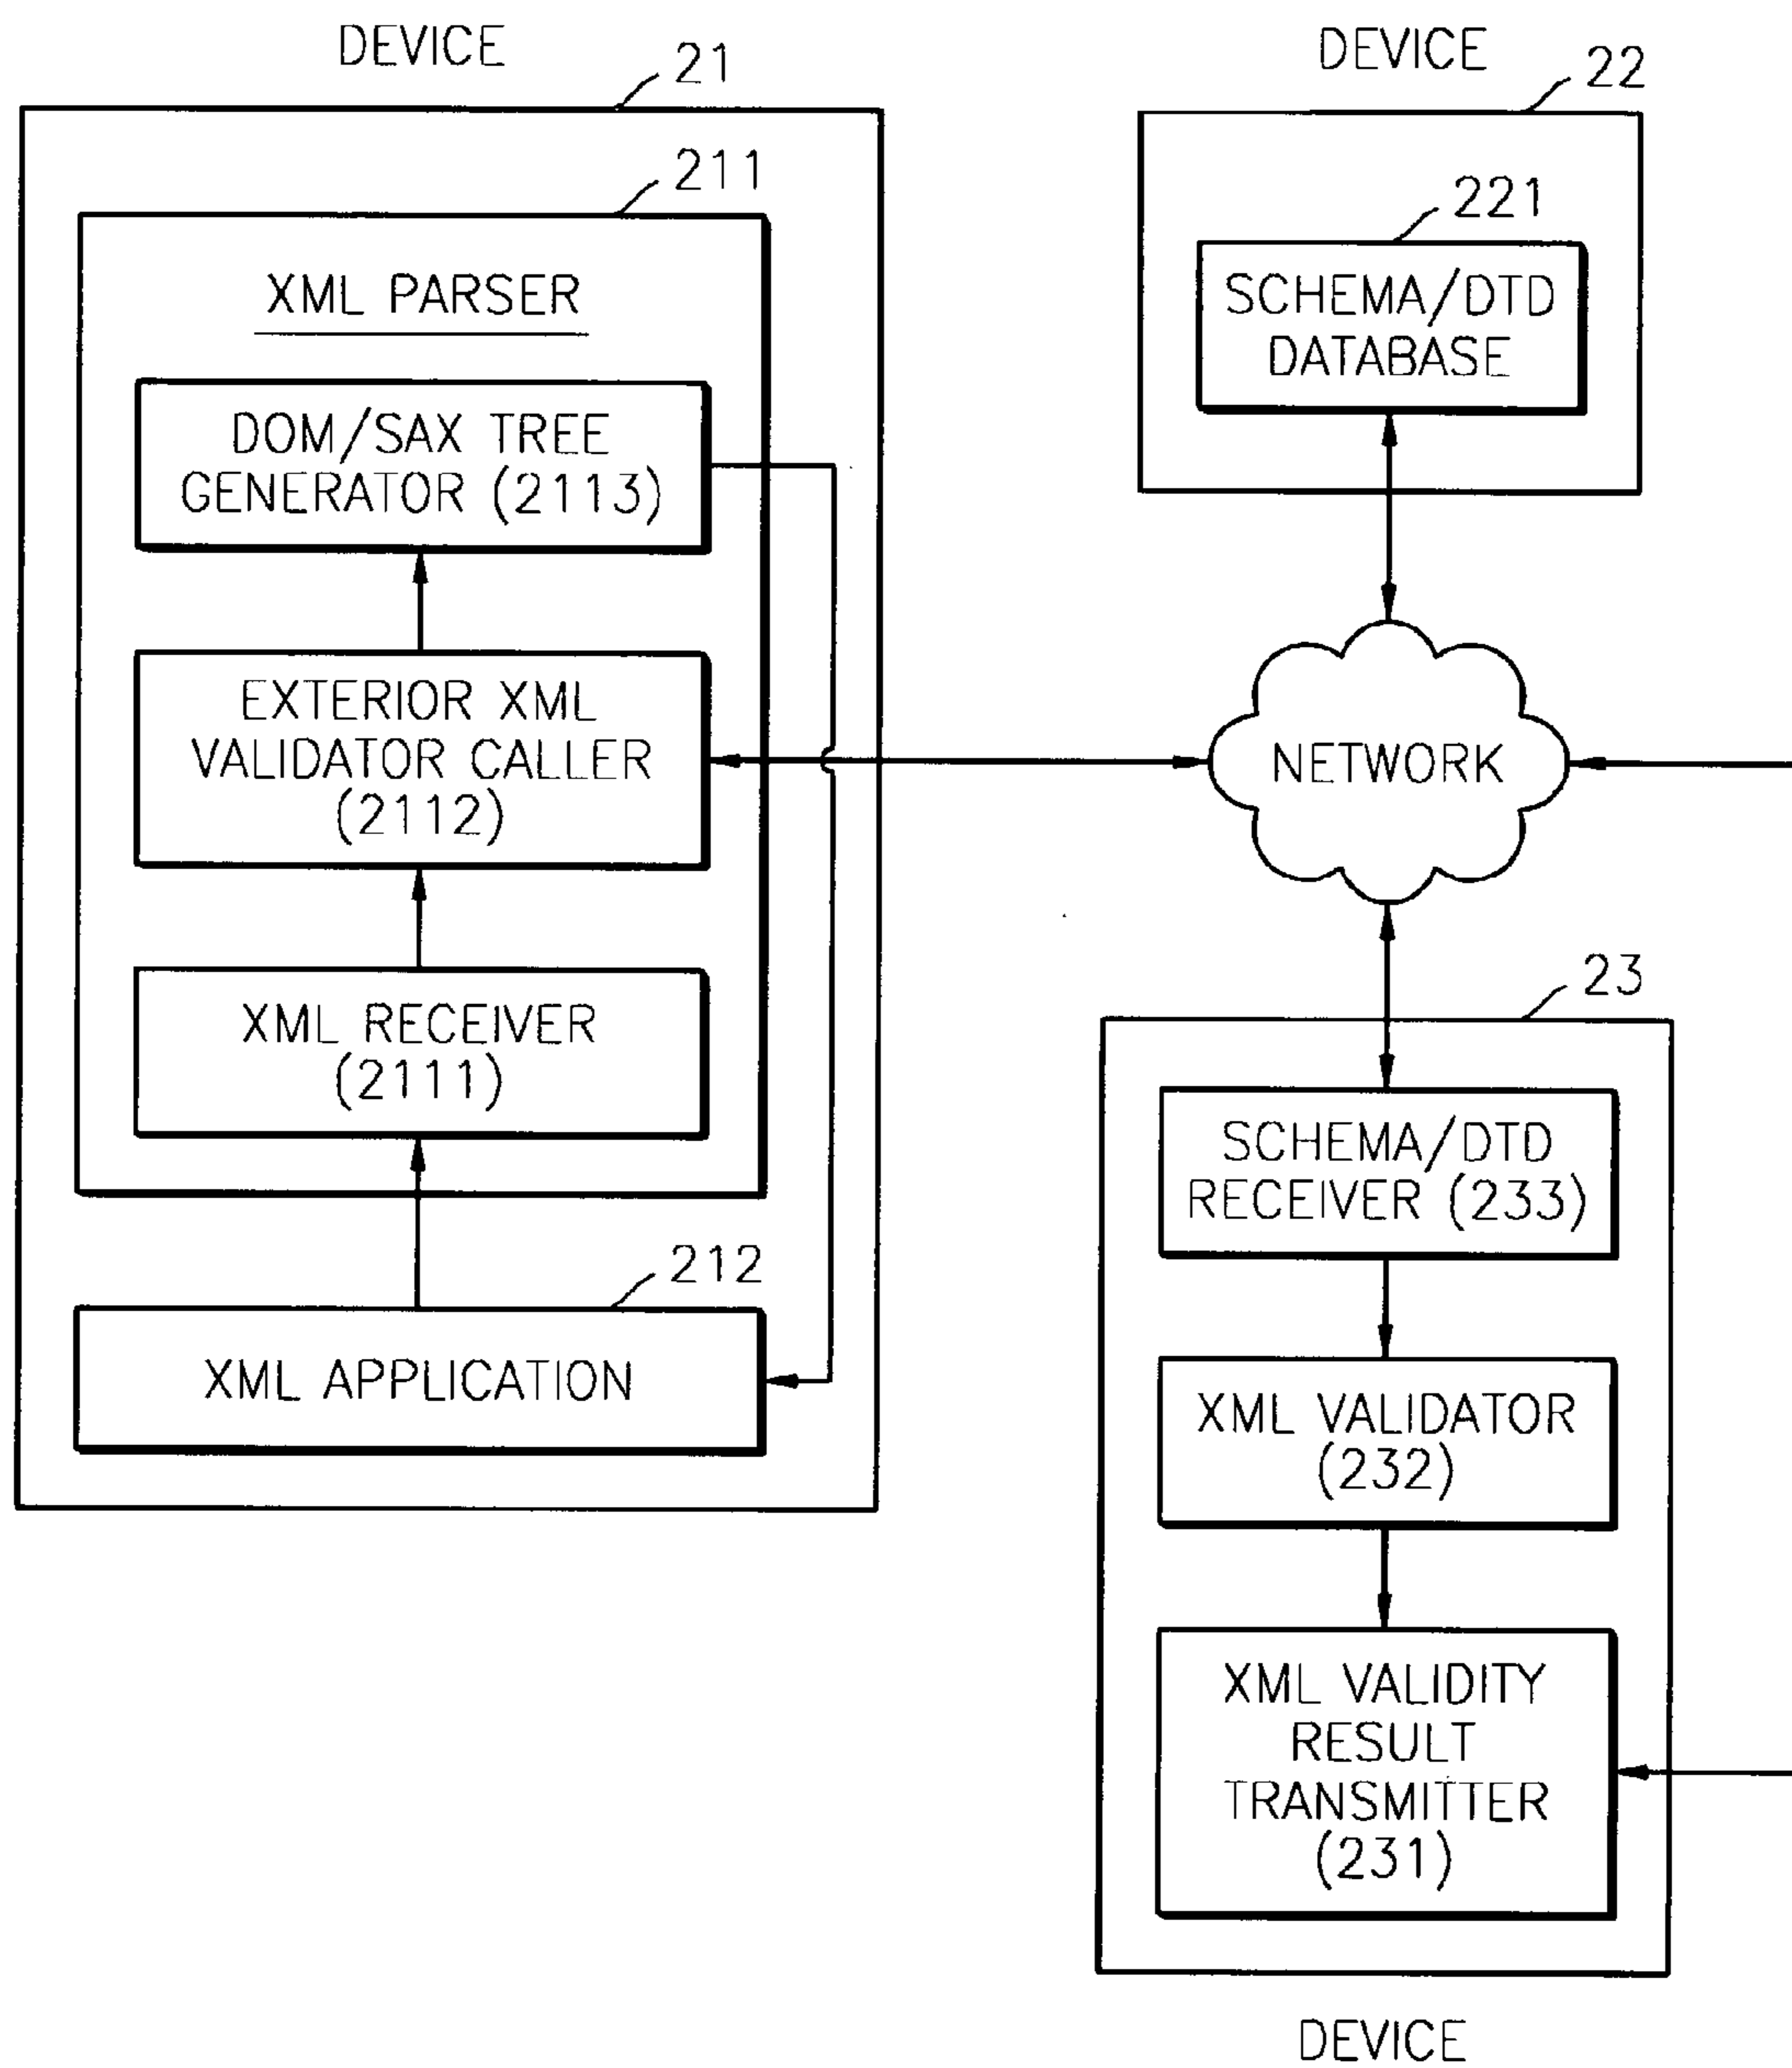 DEVICE
21
211
XML PARSER
DOM/SAX TREE
GENERATOR (2113)
EXTERIOR XML
VALIDATOR CALLER
(2112)
XML RECEIVER
(2111)
212
XML APPLICATION
DEVICE
22
221
SCHEMA/DTD
DATABASE
NETWORK
23
SCHEMA/DTD
RECEIVER (233)
XML VALIDATOR
(232)
XML VALIDITY
RESULT
TRANSMITTER
(231)
DEVICE